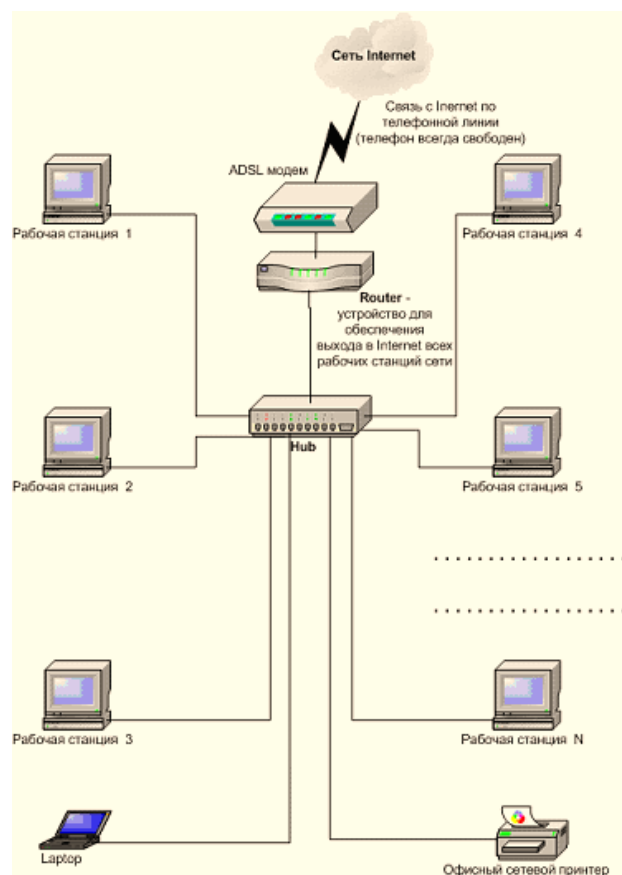 Сеть Internet
Связь с Inernet по
телефонной линии
(телефон всегда свободен)
ADSL модем
Рабочая станция 1
Рабочая станция 4
Router -
устройство для
обеспечения
выхода в Internet всех
рабочих станций сети
Hub
Рабочая станция 2
Рабочая станция 5
Рабочая станция 3
Рабочая станция N
Laptop
Офисный сетевой принтер